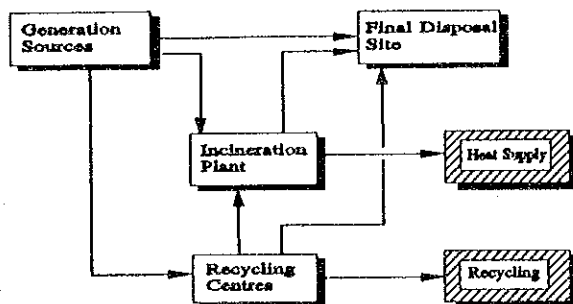 Generation
Sources
Final Disposal
Site
Incineration
Plant
Heat Supply
Recycling
Centres
Recycling